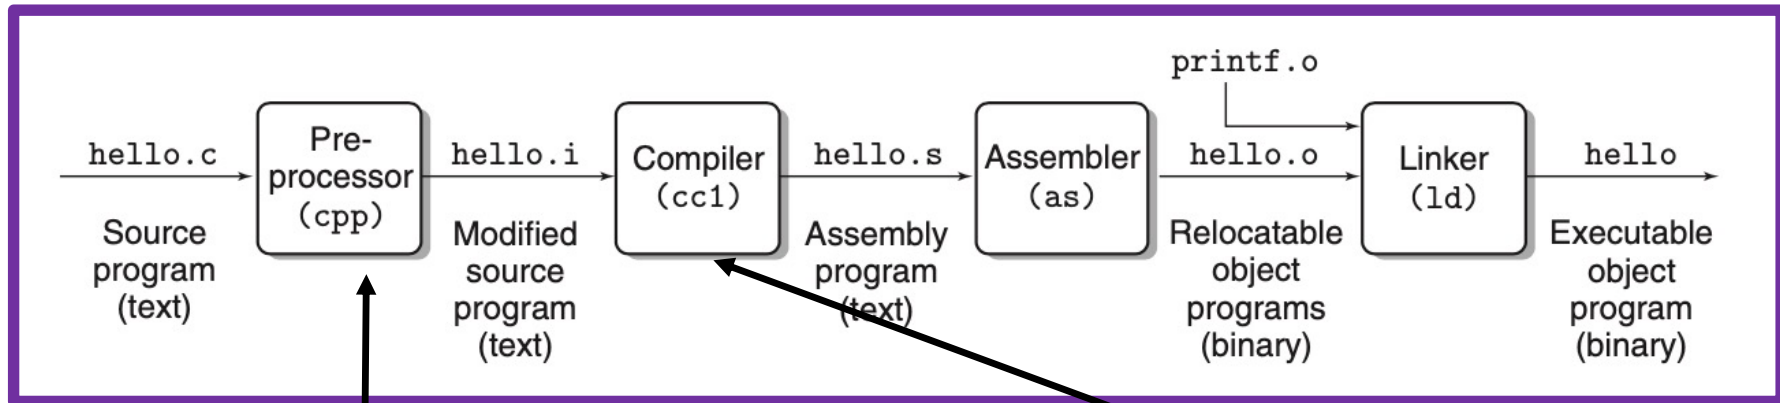 printf.o
hello.c
Pre-
processor
(cpp)
hello.i
Compiler
(cc1)
hello.s
Assembler
(as)
hello.o
Linker
(ld)
hello
Source
program
(text)
Modified
source
program
(text)
Assembly
program
(text)
Relocatable
object
programs
(binary)
Executable
object
program
(binary)